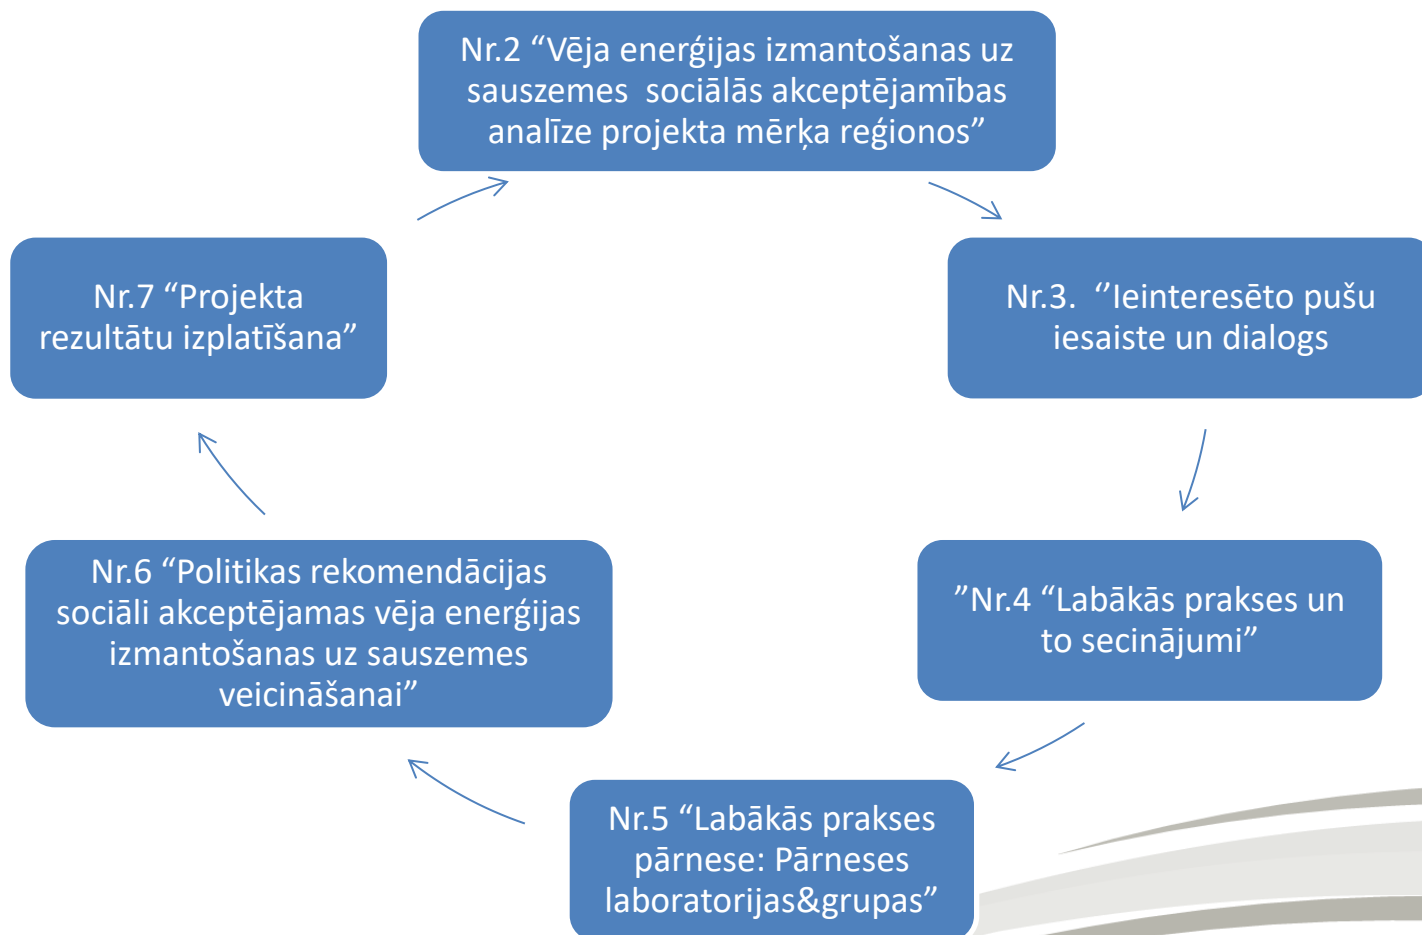 Nr.2 “Vēja enerģijas izmantošanas uz
sauszemes  sociālās akceptējamības
analīze projekta mērķa reģionos”
Nr.3.  ‘’Ieinteresēto pušu
iesaiste un dialogs
”Nr.4 “Labākās prakses un
to secinājumi”
Nr.5 “Labākās prakses
pārnese: Pārneses
laboratorijas&grupas”
Nr.6 “Politikas rekomendācijas
sociāli akceptējamas vēja enerģijas
izmantošanas uz sauszemes
veicināšanai”
Nr.7 “Projekta
rezultātu izplatīšana”